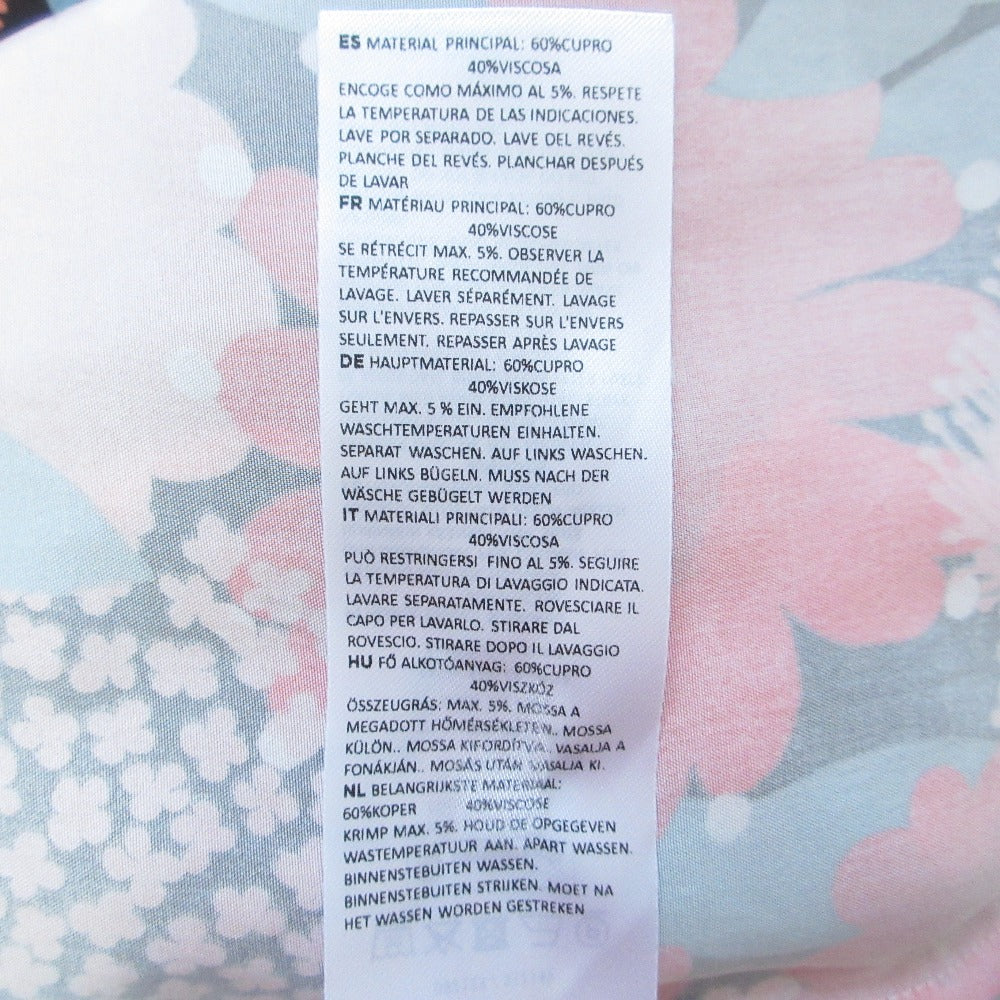 ES MATERIAL PRINCIPAL: 60%CUPRO
40%VISCOSA
ENCOGE COMO MÁXIMO AL 5%. RESPETE
LA TEMPERATURA DE LAS INDICACIONES.
LAVE POR SEPARADO. LAVE DEL REVÉS.
PLANCHE DEL REVÉS. PLANCHAR DESPUÉS
DE LAVAR
FR MATÉRIAU PRINCIPAL: 60%CUPRO
40%VISCOSE
SE RÉTRÉCIT MAX. 5%. OBSERVER LA
TEMPÉRATURE RECOMMANDÉE DE
LAVAGE. LAVER SÉPARÉMENT. LAVAGE
SUR L'ENVERS. REPASSER SUR L'ENVERS
SEULEMENT. REPASSER APRÈS LAVAGE
DE HAUPTMATERIAL: 60%CUPRO
40%VISKOSE
GEHT MAX. 5 % EIN. EMPFOHLENE
WASCHTEMPERATUREN EINHALTEN.
SEPARAT WASCHEN. AUF LINKS WASCHEN.
AUF LINKS BÜGELN. MUSS NACH DER
WÄSCHE GEBÜGELT WERDEN
IT MATERIALI PRINCIPALI: 60%CUPRO
40%VISCOSA
PUÒ RESTRINGERSI FINO AL 5%. SEGUIRE
LA TEMPERATURA DI LAVAGGIO INDICATA.
LAVARE SEPARATAMENTE. ROVESCIARE IL
CAPO PER LAVARLO. STIRARE DAL
ROVESCIO. STIRARE DOPO IL LAVAGGIO
HU FŐ ALKOTÓANYAG: 60%CUPRO
40%VISZKÓZ
ÖSSZEUGRÁS: MAX. 5%. MOSSA A
MEGADOTT HŐMÉRSÉKLETEN.. MOSSA
KÜLÖN.. MOSSA KIFORDÍTVA.. VASALJA A
FONÁKJÁN.. MOSÁS UTÁN VASALJA KI.
NL BELANGRIJKSTE MATERIAAL:
60%KOPER 40%VISCOSE
KRIMP MAX. 5%. HOUD DE OPGEGEVEN
WASTEMPERATUUR AAN. APART WASSEN.
BINNENSTEBUITEN WASSEN.
BINNENSTEBUITEN STRIJKEN. MOET NA
HET WASSEN WORDEN GESTREKEN